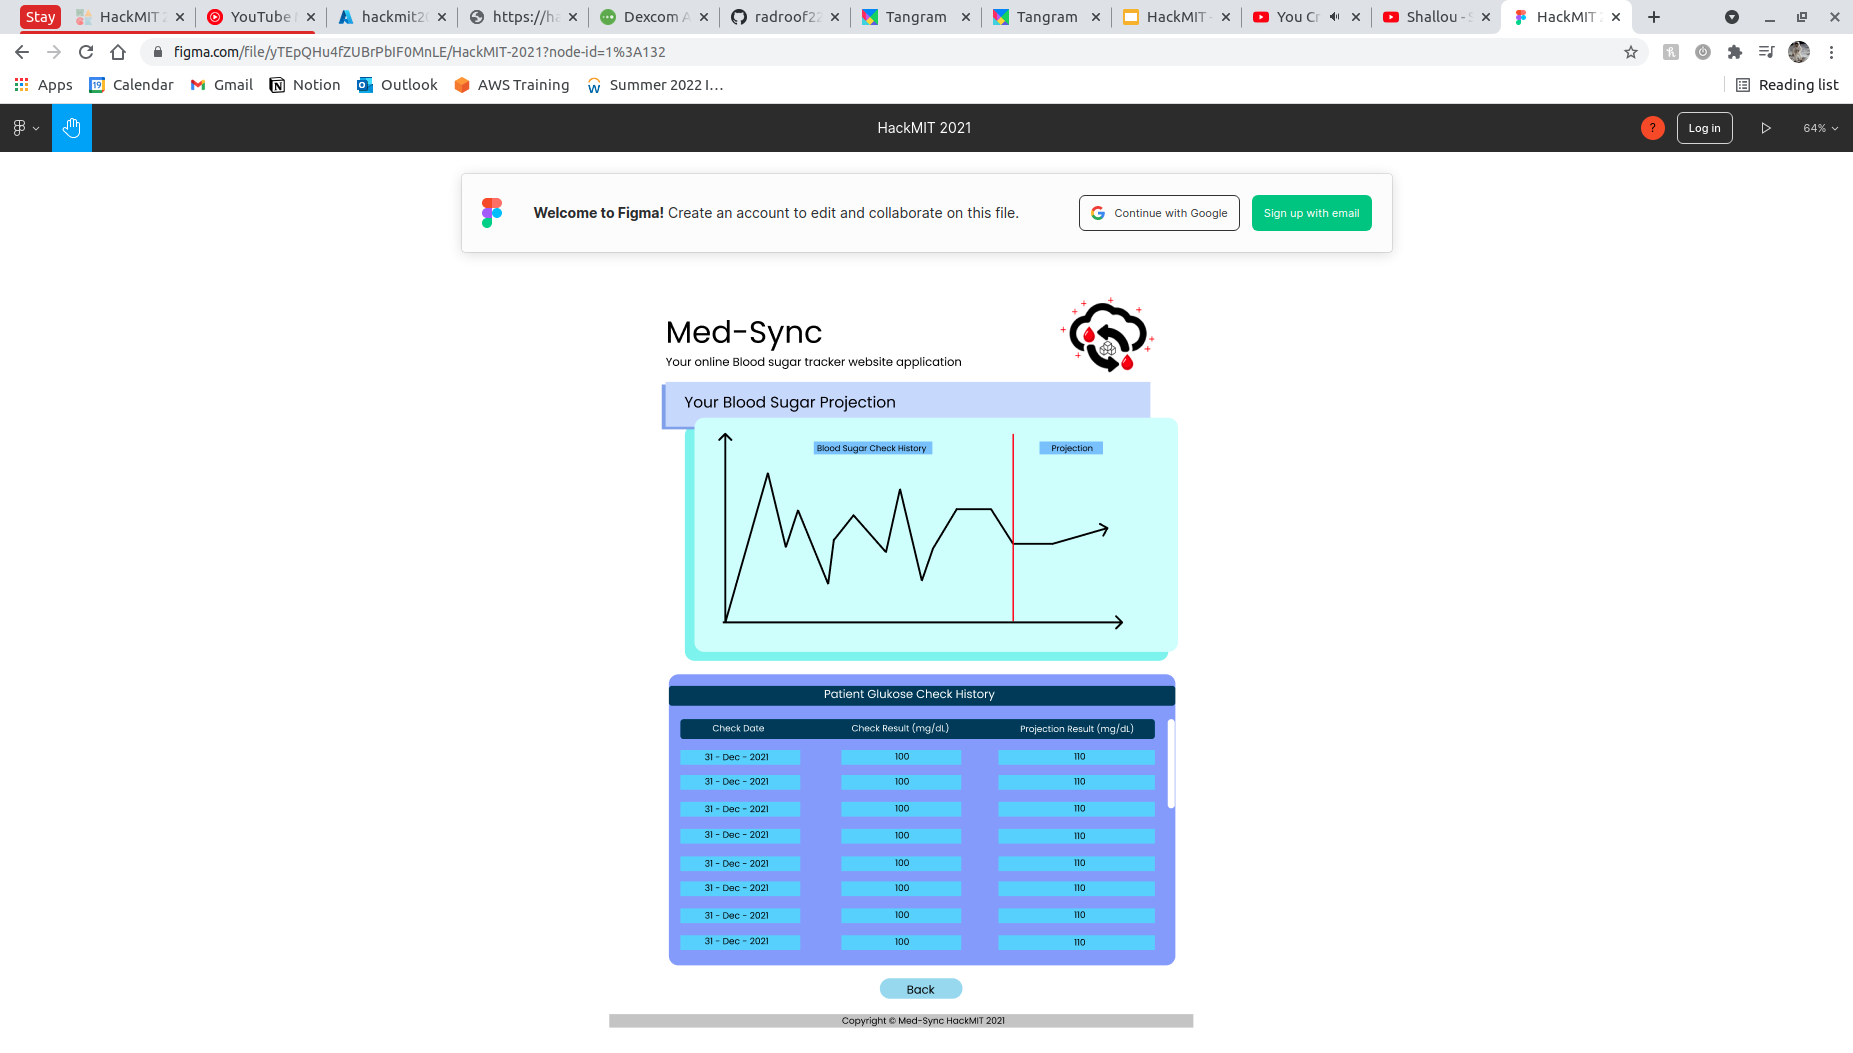 Stay HackMIT 2 YouTube M hackmit20 https://ha Dexcom A radroof22 Tangram Tangram HackMIT - You Cr Shallou - S HackMIT 2
figma.com/file/yTEpQHu4fZUBrPbIF0MnLE/HackMIT-2021?node-id=1%3A132
Apps Calendar Gmail Notion Outlook AWS Training Summer 2022 I... Reading list
HackMIT 2021 ? Log in 64%
Welcome to Figma! Create an account to edit and collaborate on this file. Continue with Google Sign up with email
Med-Sync
Your online Blood sugar tracker website application
Your Blood Sugar Projection
Blood Sugar Check History Projection
Patient Glukose Check History
Check Date Check Result (mg/dL) Projection Result (mg/dL)
31 - Dec - 2021 100 110
31 - Dec - 2021 100 110
31 - Dec - 2021 100 110
31 - Dec - 2021 100 110
31 - Dec - 2021 100 110
31 - Dec - 2021 100 110
31 - Dec - 2021 100 110
31 - Dec - 2021 100 110
Back
Copyright © Med-Sync HackMIT 2021